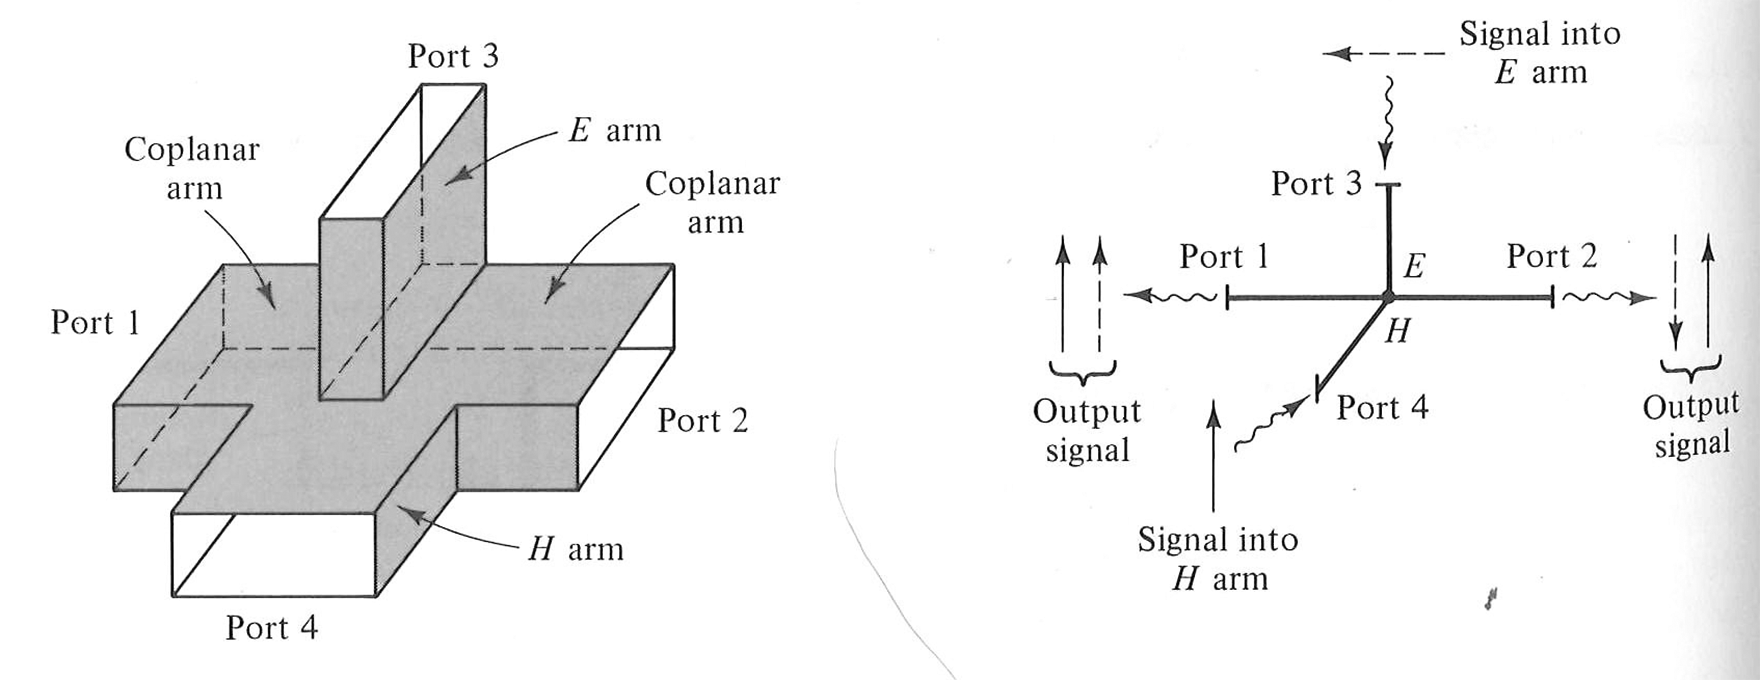 Port 3
E arm
Coplanar
arm
Coplanar
arm
Port 1
Port 2
H arm
Port 4
Signal into
E arm
Port 3
Port 1
E
Port 2
H
Port 4
Output
signal
Output
signal
Signal into
H arm